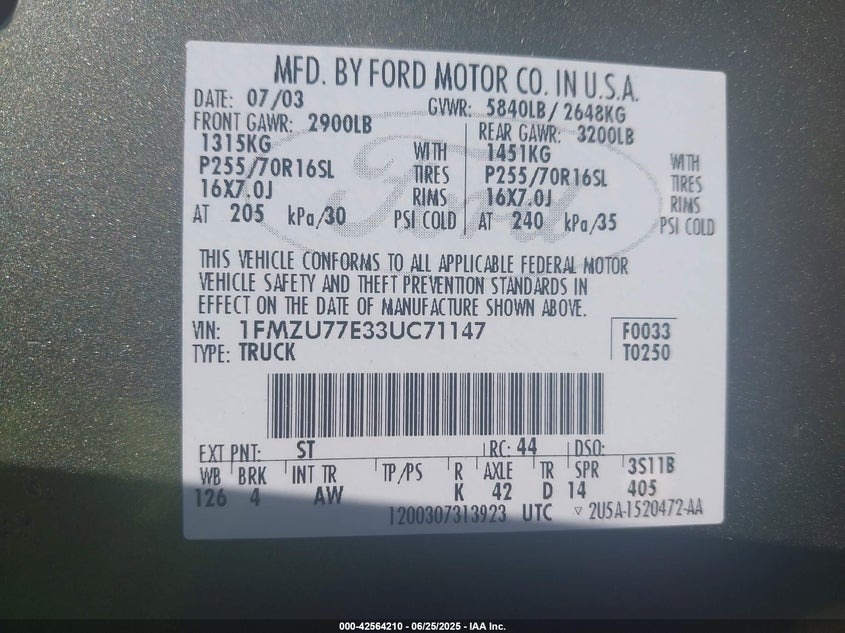 MFD. BY FORD MOTOR CO. IN U.S.A.
DATE: 07/03 GVWR: 5840LB/ 2648KG
FRONT GAWR: 2900LB REAR GAWR: 3200LB
1315KG WITH 1451KG WITH
P255/70R16SL TIRES P255/70R16SL TIRES
16X7.0J RIMS 16X7.0J RIMS
AT 205 kPa/30 PSI COLD AT 240 kPa/35 PSI COLD
Ford
THIS VEHICLE CONFORMS TO ALL APPLICABLE FEDERAL MOTOR
VEHICLE SAFETY AND THEFT PREVENTION STANDARDS IN
EFFECT ON THE DATE OF MANUFACTURE SHOWN ABOVE.
VIN: 1FMZU77E33UC71147 F0033
TYPE: TRUCK T0250
EXT PNT: ST RC: 44 DSO:
WB BRK INT TR TP/PS R AXLE TR SPR 3S11B
126 4 AW K 42 D 14 405
1200307313923 UTC ▽ 2U5A-1520472-AA
000-42564210 - 06/25/2025 - IAA Inc.